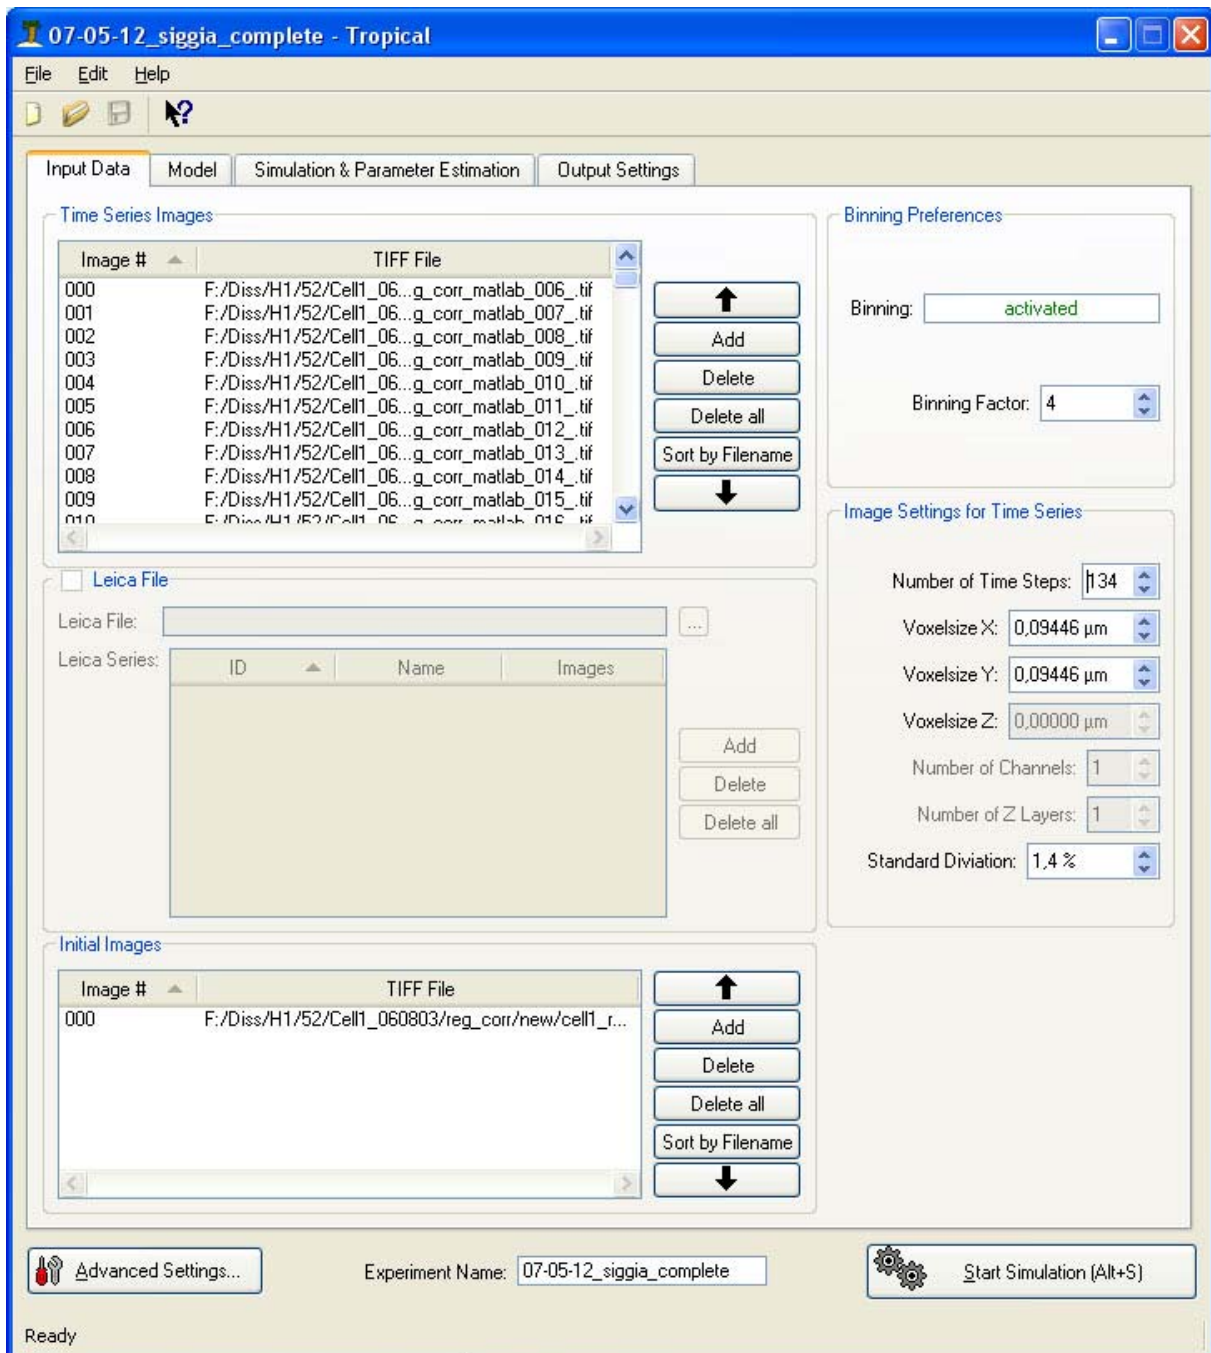 07-05-12_siggia_complete - Tropical
File Edit Help
Input Data Model Simulation & Parameter Estimation Output Settings
Time Series Images
Image # TIFF File
000 F:/Diss/H1/52/Cell1_06...g_corr_matlab_006_.tif
001 F:/Diss/H1/52/Cell1_06...g_corr_matlab_007_.tif
002 F:/Diss/H1/52/Cell1_06...g_corr_matlab_008_.tif
003 F:/Diss/H1/52/Cell1_06...g_corr_matlab_009_.tif
004 F:/Diss/H1/52/Cell1_06...g_corr_matlab_010_.tif
005 F:/Diss/H1/52/Cell1_06...g_corr_matlab_011_.tif
006 F:/Diss/H1/52/Cell1_06...g_corr_matlab_012_.tif
007 F:/Diss/H1/52/Cell1_06...g_corr_matlab_013_.tif
008 F:/Diss/H1/52/Cell1_06...g_corr_matlab_014_.tif
009 F:/Diss/H1/52/Cell1_06...g_corr_matlab_015_.tif
010 F:/Diss/H1/52/Cell1_06...g_corr_matlab_016_.tif
Add
Delete
Delete all
Sort by Filename
Binning Preferences
Binning: activated
Binning Factor: 4
Image Settings for Time Series
Number of Time Steps: 134
Voxelsize X: 0,09446 µm
Voxelsize Y: 0,09446 µm
Voxelsize Z: 0,00000 µm
Number of Channels: 1
Number of Z Layers: 1
Standard Diviation: 1,4 %
Leica File
Leica File: ...
Leica Series: ID Name Images
Add
Delete
Delete all
Initial Images
Image # TIFF File
000 F:/Diss/H1/52/Cell1_060803/reg_corr/new/cell1_r...
Add
Delete
Delete all
Sort by Filename
Advanced Settings... Experiment Name: 07-05-12_siggia_complete Start Simulation (Alt+S)
Ready